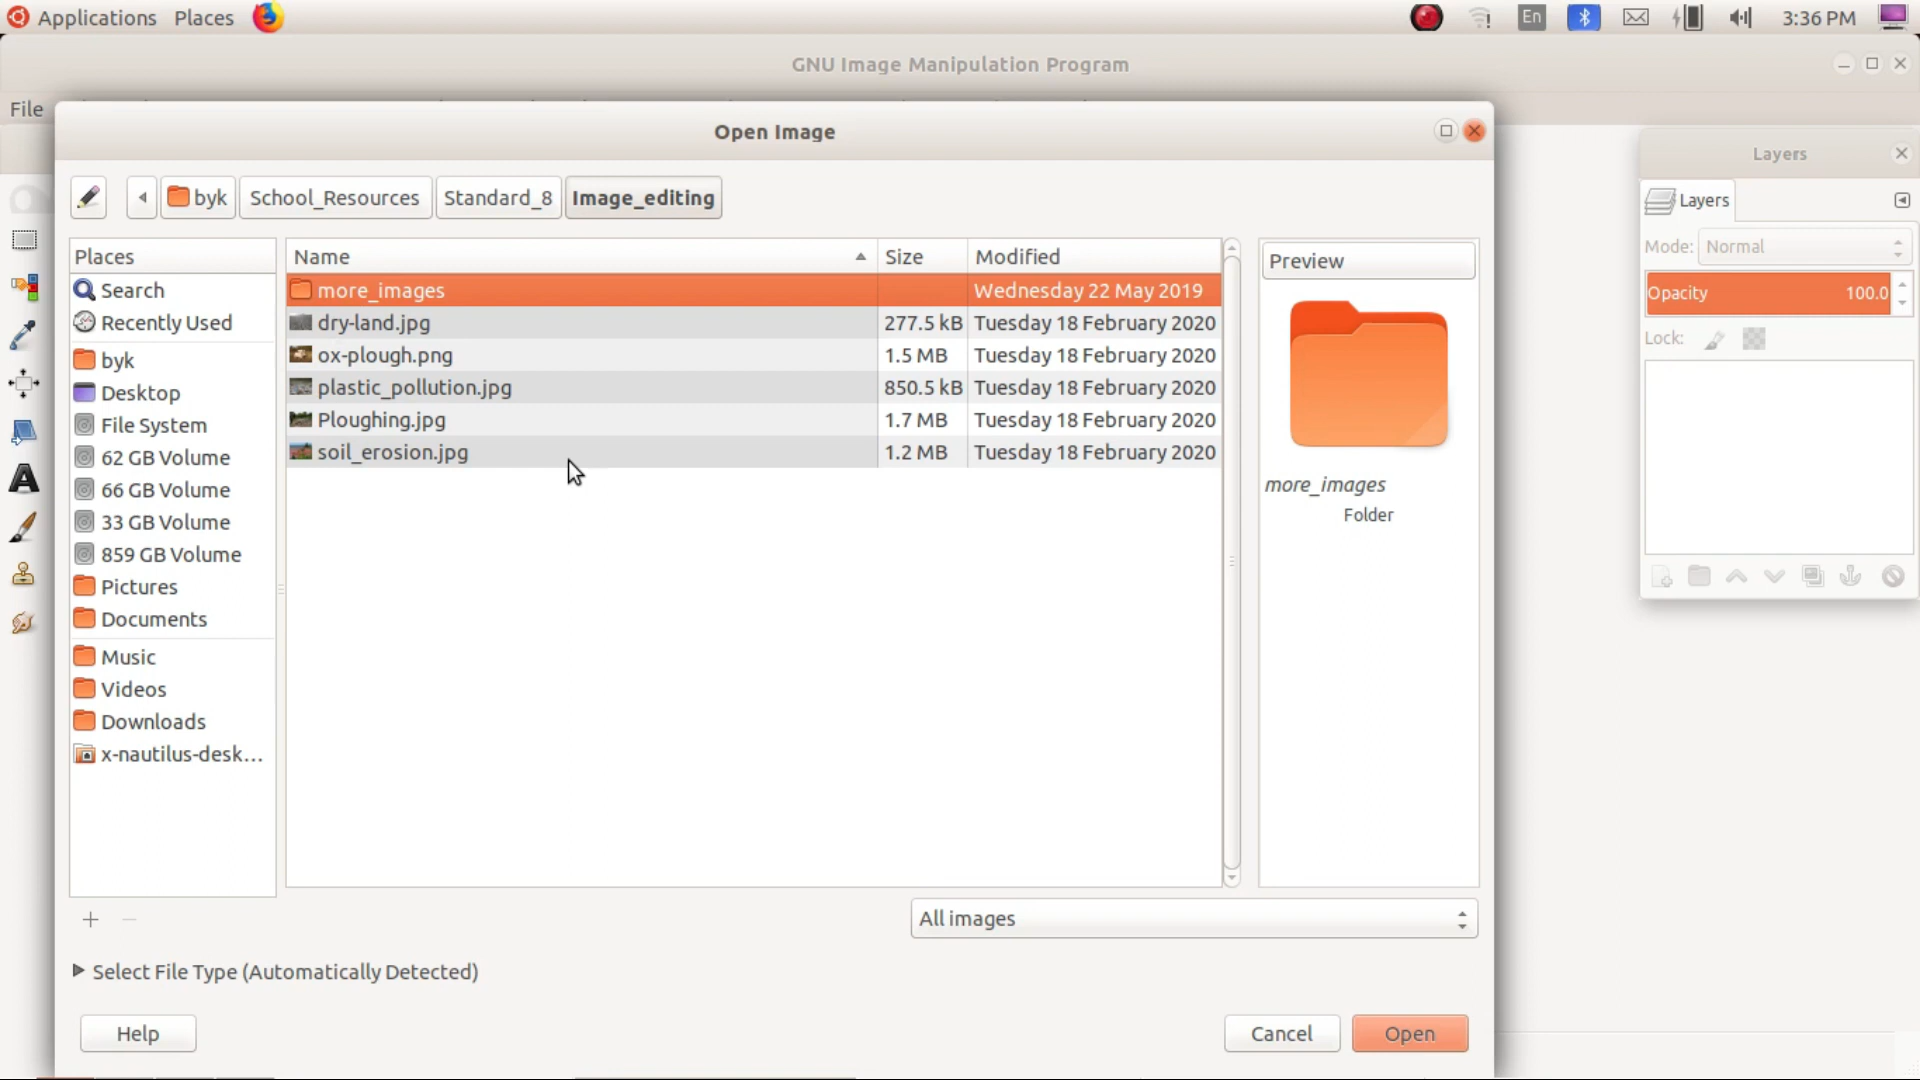 Applications Places En 3:36 PM
GNU Image Manipulation Program
File
Open Image
byk School_Resources Standard_8 Image_editing
Places
Search
Recently Used
byk
Desktop
File System
62 GB Volume
66 GB Volume
33 GB Volume
859 GB Volume
Pictures
Documents
Music
Videos
Downloads
x-nautilus-desk...
Name Size Modified
more_images Wednesday 22 May 2019
dry-land.jpg 277.5 kB Tuesday 18 February 2020
ox-plough.png 1.5 MB Tuesday 18 February 2020
plastic_pollution.jpg 850.5 kB Tuesday 18 February 2020
Ploughing.jpg 1.7 MB Tuesday 18 February 2020
soil_erosion.jpg 1.2 MB Tuesday 18 February 2020
Preview
more_images
Folder
All images
Select File Type (Automatically Detected)
Help Cancel Open
Layers
Layers
Mode: Normal
Opacity 100.0
Lock: